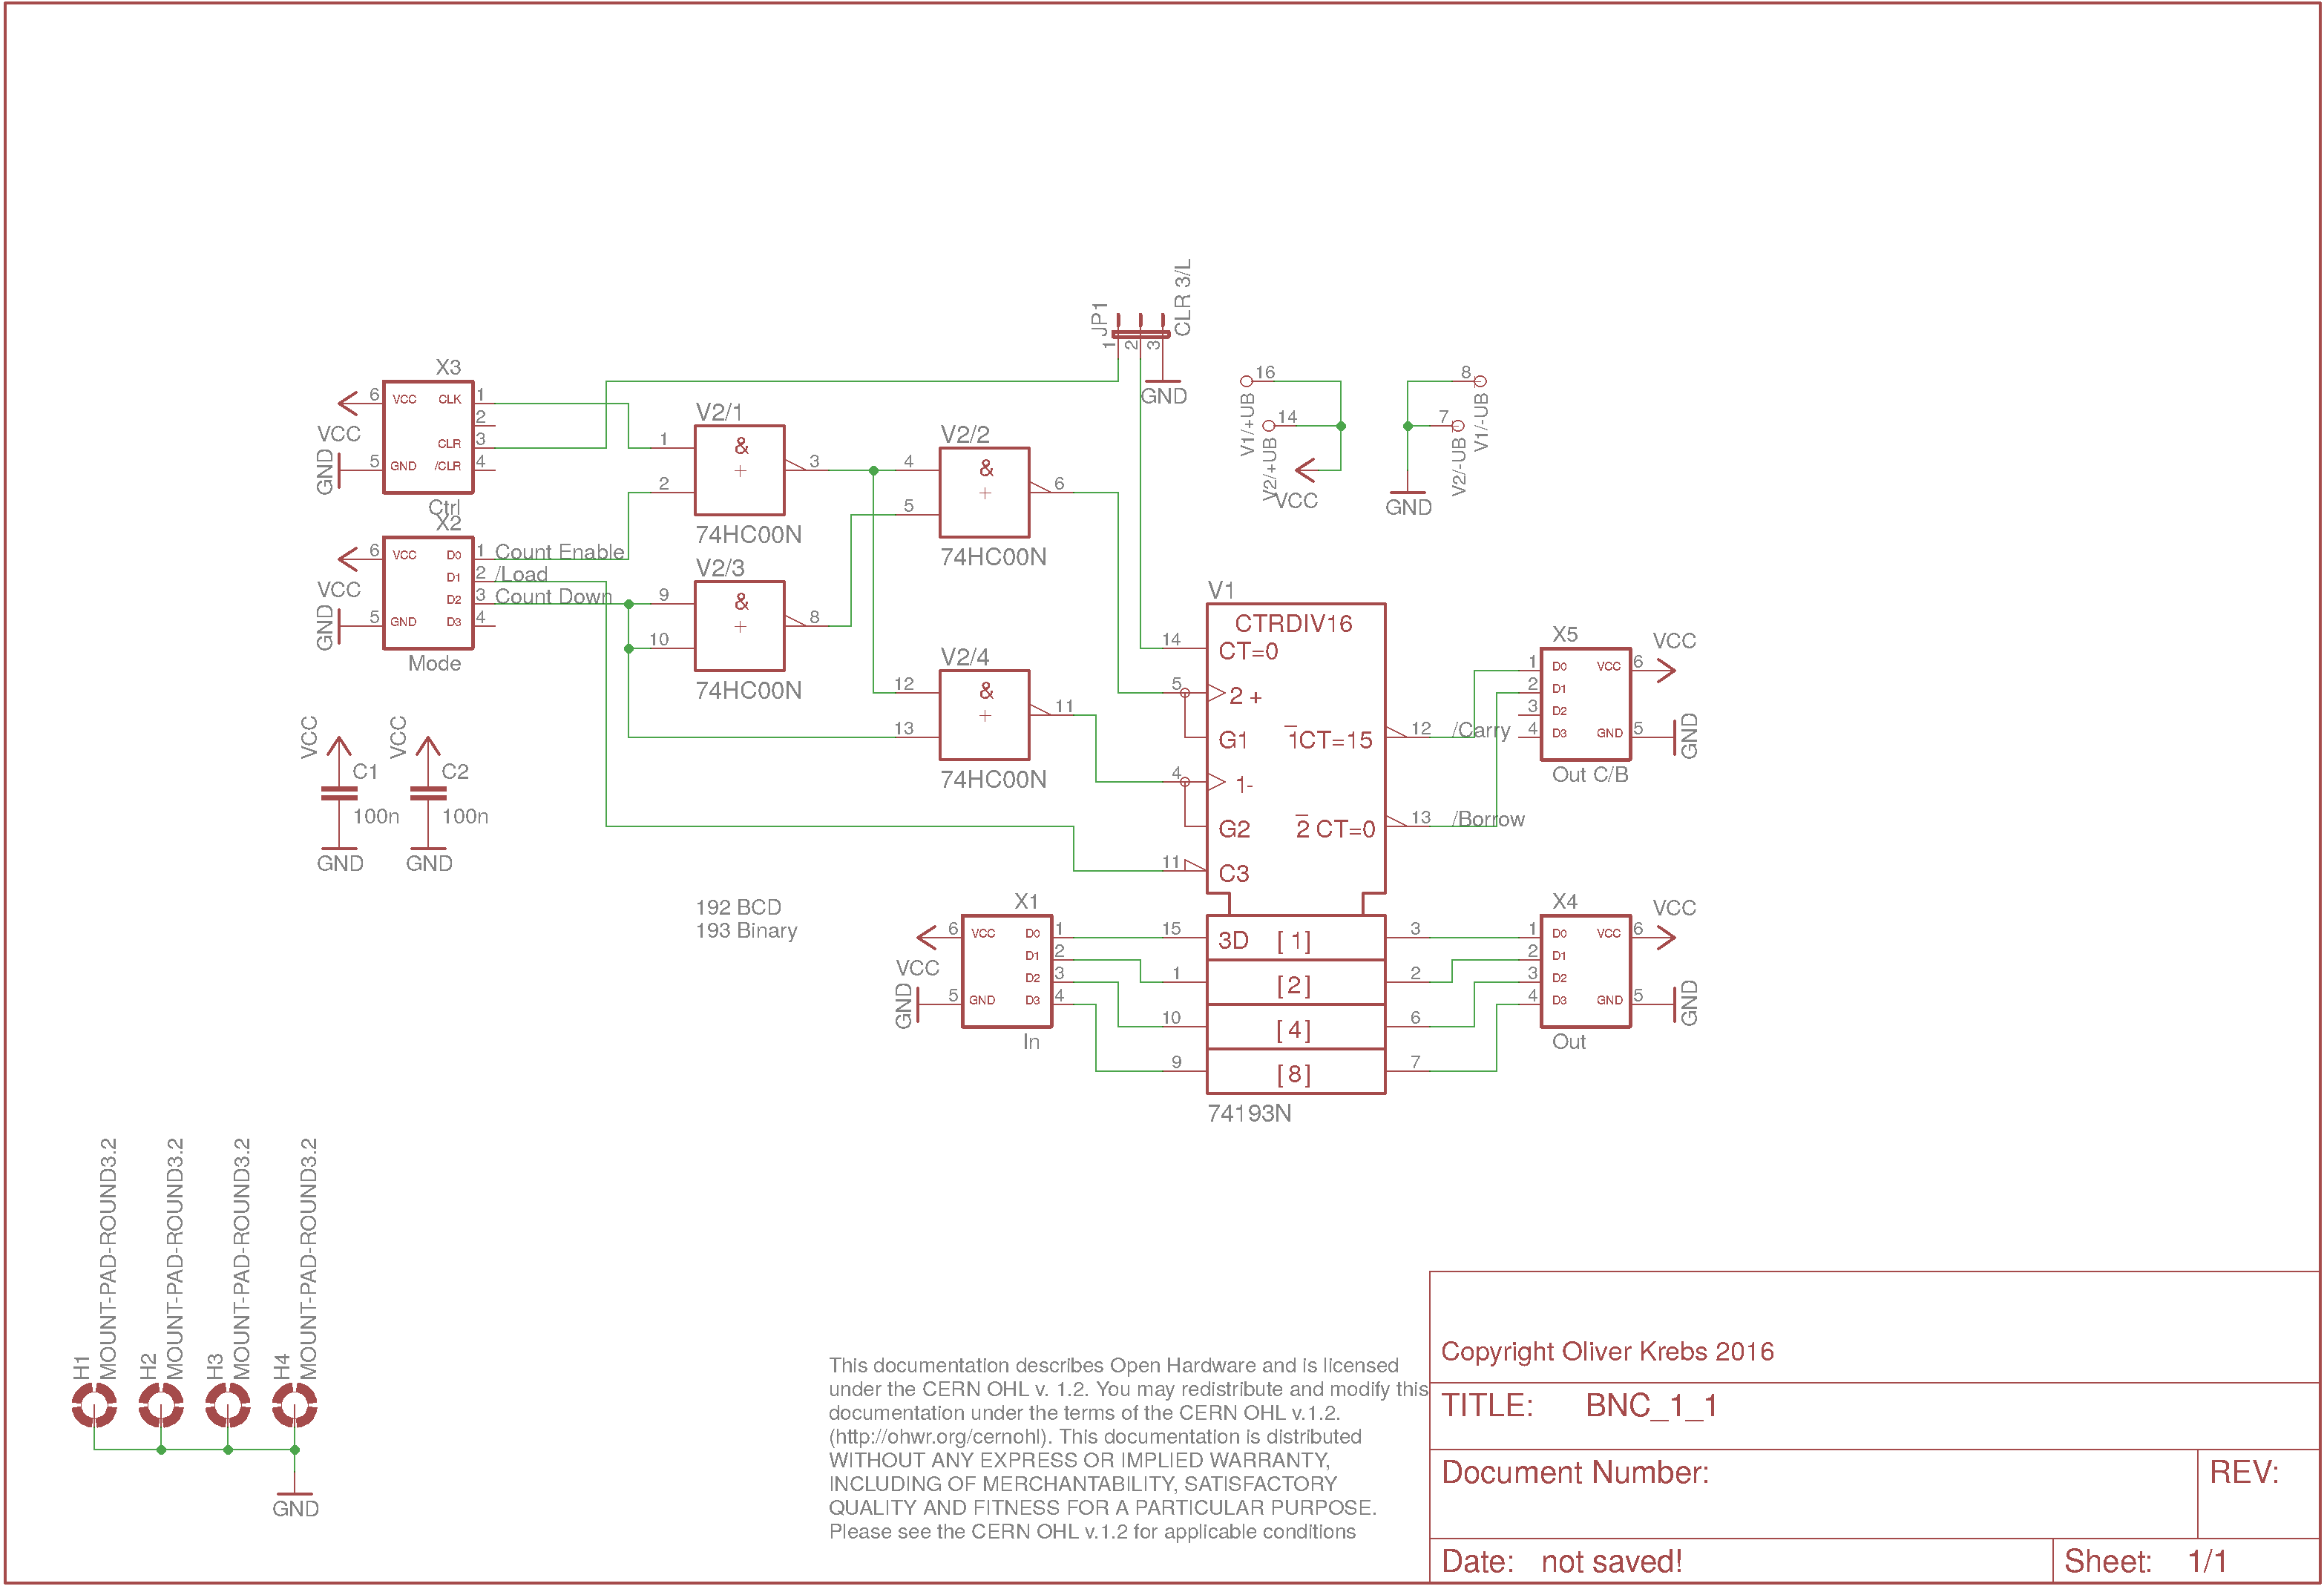 JP1
CLR 3/L
1
2
3
GND
X3
6 VCC CLK 1
2
CLR 3
5 GND /CLR 4
VCC
GND
Ctrl
V2/1
1
2
&
+
3
74HC00N
V2/2
4
5
&
+
6
74HC00N
16
V1/+UB
14
V2/+UB
VCC
8
V1/-UB
7
V2/-UB
GND
X2
6 VCC D0 1 Count Enable
D1 2 /Load
D2 3 Count Down
5 GND D3 4
VCC
GND
Mode
V2/3
9
10
&
+
8
74HC00N
V2/4
12
13
&
+
11
74HC00N
V1
CTRDIV16
14 CT=0
5 2 +
G1 1CT=15 12 /Carry
4 1-
G2 2 CT=0 13 /Borrow
11 C3
X5
1 D0 VCC 6
2 D1
3 D2
4 D3 GND 5
VCC
GND
Out C/B
VCC
C1
100n
GND
VCC
C2
100n
GND
192 BCD
193 Binary
X1
6 VCC D0 1
D1 2
D2 3
5 GND D3 4
VCC
GND
In
15 3D [ 1] 3
1 [2] 2
10 [4] 6
9 [8] 7
74193N
X4
1 D0 VCC 6
2 D1
3 D2
4 D3 GND 5
VCC
GND
Out
H1
MOUNT-PAD-ROUND3.2
H2
MOUNT-PAD-ROUND3.2
H3
MOUNT-PAD-ROUND3.2
H4
MOUNT-PAD-ROUND3.2
GND
This documentation describes Open Hardware and is licensed
under the CERN OHL v. 1.2. You may redistribute and modify this
documentation under the terms of the CERN OHL v.1.2.
(http://ohwr.org/cernohl). This documentation is distributed
WITHOUT ANY EXPRESS OR IMPLIED WARRANTY,
INCLUDING OF MERCHANTABILITY, SATISFACTORY
QUALITY AND FITNESS FOR A PARTICULAR PURPOSE.
Please see the CERN OHL v.1.2 for applicable conditions
Copyright Oliver Krebs 2016
TITLE: BNC_1_1
Document Number:
REV:
Date: not saved!
Sheet: 1/1